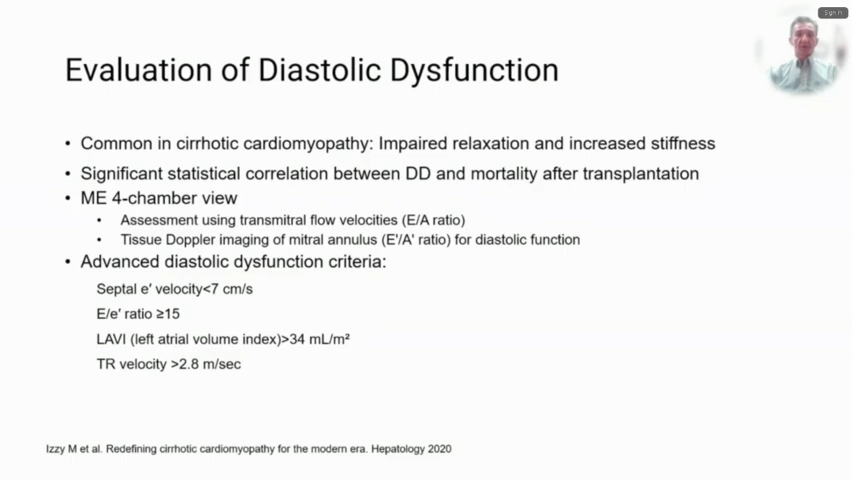 Sign in
Evaluation of Diastolic Dysfunction
• Common in cirrhotic cardiomyopathy: Impaired relaxation and increased stiffness
• Significant statistical correlation between DD and mortality after transplantation
• ME 4-chamber view
• Assessment using transmitral flow velocities (E/A ratio)
• Tissue Doppler imaging of mitral annulus (E'/A' ratio) for diastolic function
• Advanced diastolic dysfunction criteria:
Septal e′ velocity<7 cm/s
E/e′ ratio ≥15
LAVI (left atrial volume index)>34 mL/m²
TR velocity >2.8 m/sec
Izzy M et al. Redefining cirrhotic cardiomyopathy for the modern era. Hepatology 2020